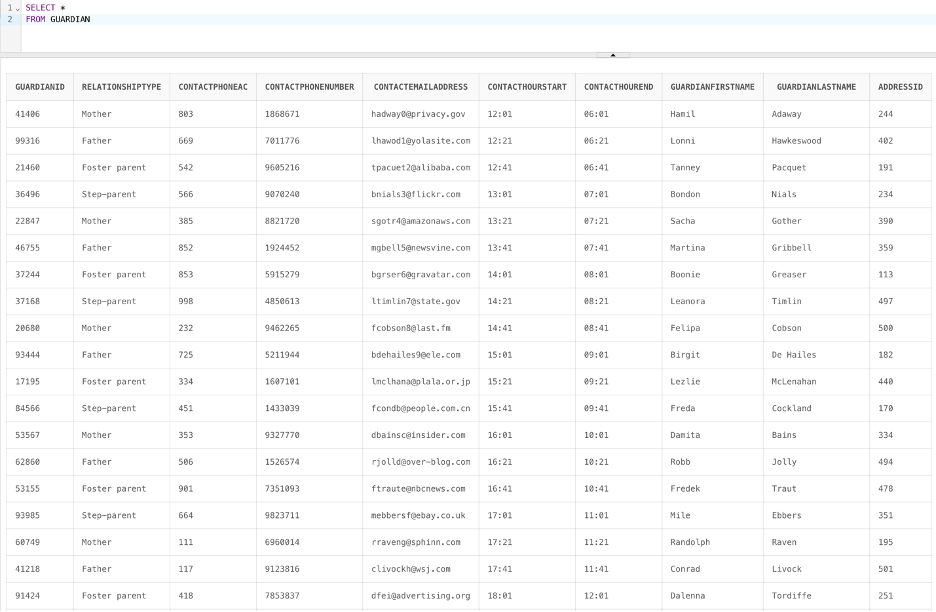 1 SELECT *
2 FROM GUARDIAN
GUARDIANID RELATIONSHIPTYPE CONTACTPHONEAC CONTACTPHONENUMBER CONTACTEMAILADDRESS CONTACTHOURSTART CONTACTHOUREND GUARDIANFIRSTNAME GUARDIANLASTNAME ADDRESSID
41406 Mother 803 1868671 hadway0@privacy.gov 12:01 06:01 Hamil Adaway 244
99316 Father 669 7011776 lhawod1@yolasite.com 12:21 06:21 Lonni Hawkeswood 402
21460 Foster parent 542 9605216 tpacuet2@alibaba.com 12:41 06:41 Tanney Pacquet 191
36496 Step-parent 566 9070240 bnials3@flickr.com 13:01 07:01 Bondon Nials 234
22847 Mother 385 8821720 sgotr4@amazonaws.com 13:21 07:21 Sacha Gother 390
46755 Father 852 1924452 mgbell5@newsvine.com 13:41 07:41 Martina Gribbell 359
37244 Foster parent 853 5915279 bgrser6@gravatar.com 14:01 08:01 Boonie Greaser 113
37168 Step-parent 998 4850613 ltimlin7@state.gov 14:21 08:21 Leanora Timlin 497
20680 Mother 232 9462265 fcobson8@last.fm 14:41 08:41 Felipa Cobson 500
93444 Father 725 5211944 bdehailes9@ele.com 15:01 09:01 Birgit De Hailes 182
17195 Foster parent 334 1607101 lmclhana@plala.or.jp 15:21 09:21 Lezlie McLenahan 440
84566 Step-parent 451 1433039 fcondb@people.com.cn 15:41 09:41 Freda Cockland 170
53567 Mother 353 9327770 dbainsc@insider.com 16:01 10:01 Damita Bains 334
62860 Father 506 1526574 rjolld@over-blog.com 16:21 10:21 Robb Jolly 494
53155 Foster parent 901 7351093 ftraute@nbcnews.com 16:41 10:41 Fredek Traut 478
93985 Step-parent 664 9823711 mebbersf@ebay.co.uk 17:01 11:01 Mile Ebbers 351
60749 Mother 111 6960014 rraveng@sphinn.com 17:21 11:21 Randolph Raven 195
41218 Father 117 9123816 clivockh@wsj.com 17:41 11:41 Conrad Livock 501
91424 Foster parent 418 7853837 dfei@advertising.org 18:01 12:01 Dalenna Tordiffe 251